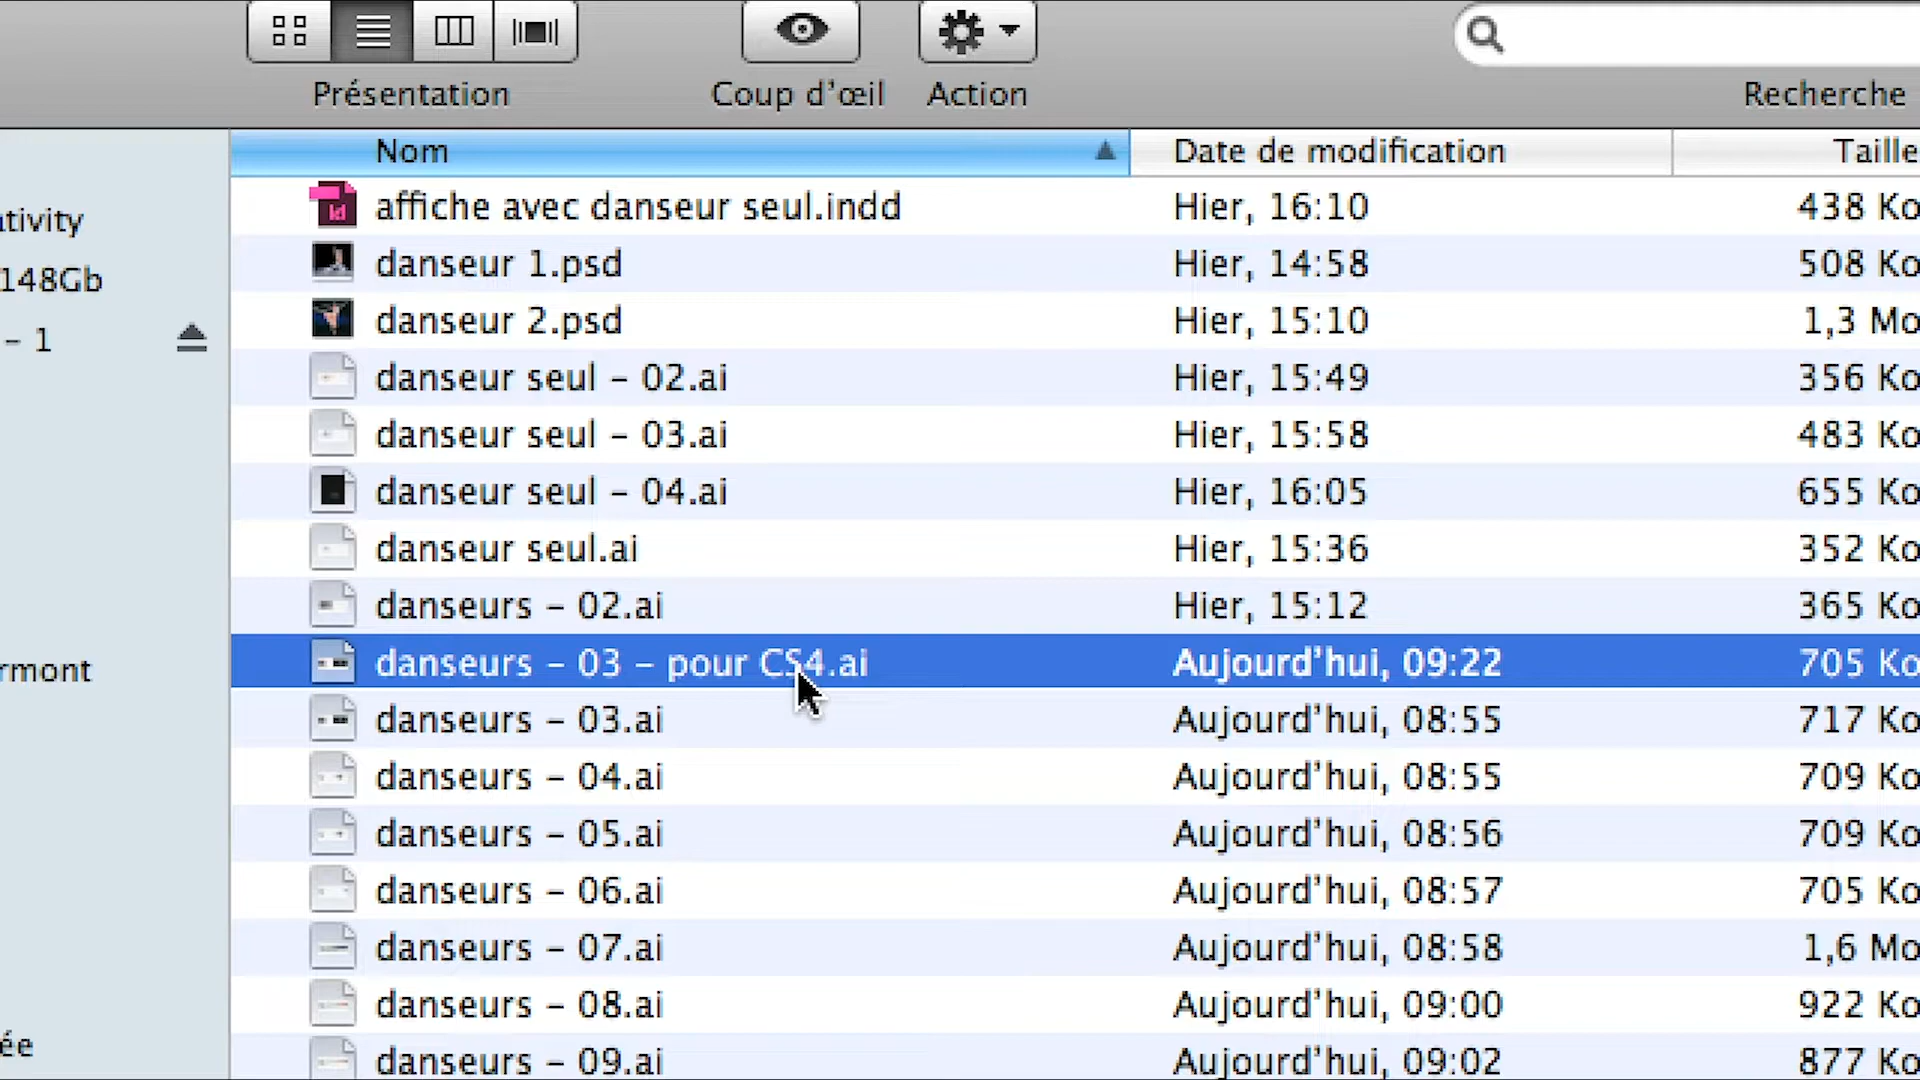 Présentation
Coup d'œil
Action
Recherche
Nom
Date de modification
Taille
affiche avec danseur seul.indd Hier, 16:10 438 Ko
tivity
danseur 1.psd Hier, 14:58 508 Ko
148Gb
danseur 2.psd Hier, 15:10 1,3 Mo
– 1
danseur seul – 02.ai Hier, 15:49 356 Ko
danseur seul – 03.ai Hier, 15:58 483 Ko
danseur seul – 04.ai Hier, 16:05 655 Ko
danseur seul.ai Hier, 15:36 352 Ko
danseurs – 02.ai Hier, 15:12 365 Ko
rmont
danseurs – 03 – pour CS4.ai Aujourd'hui, 09:22 705 Ko
danseurs – 03.ai Aujourd'hui, 08:55 717 Ko
danseurs – 04.ai Aujourd'hui, 08:55 709 Ko
danseurs – 05.ai Aujourd'hui, 08:56 709 Ko
danseurs – 06.ai Aujourd'hui, 08:57 705 Ko
danseurs – 07.ai Aujourd'hui, 08:58 1,6 Mo
danseurs – 08.ai Aujourd'hui, 09:00 922 Ko
ée
danseurs – 09.ai Aujourd'hui, 09:02 877 Ko